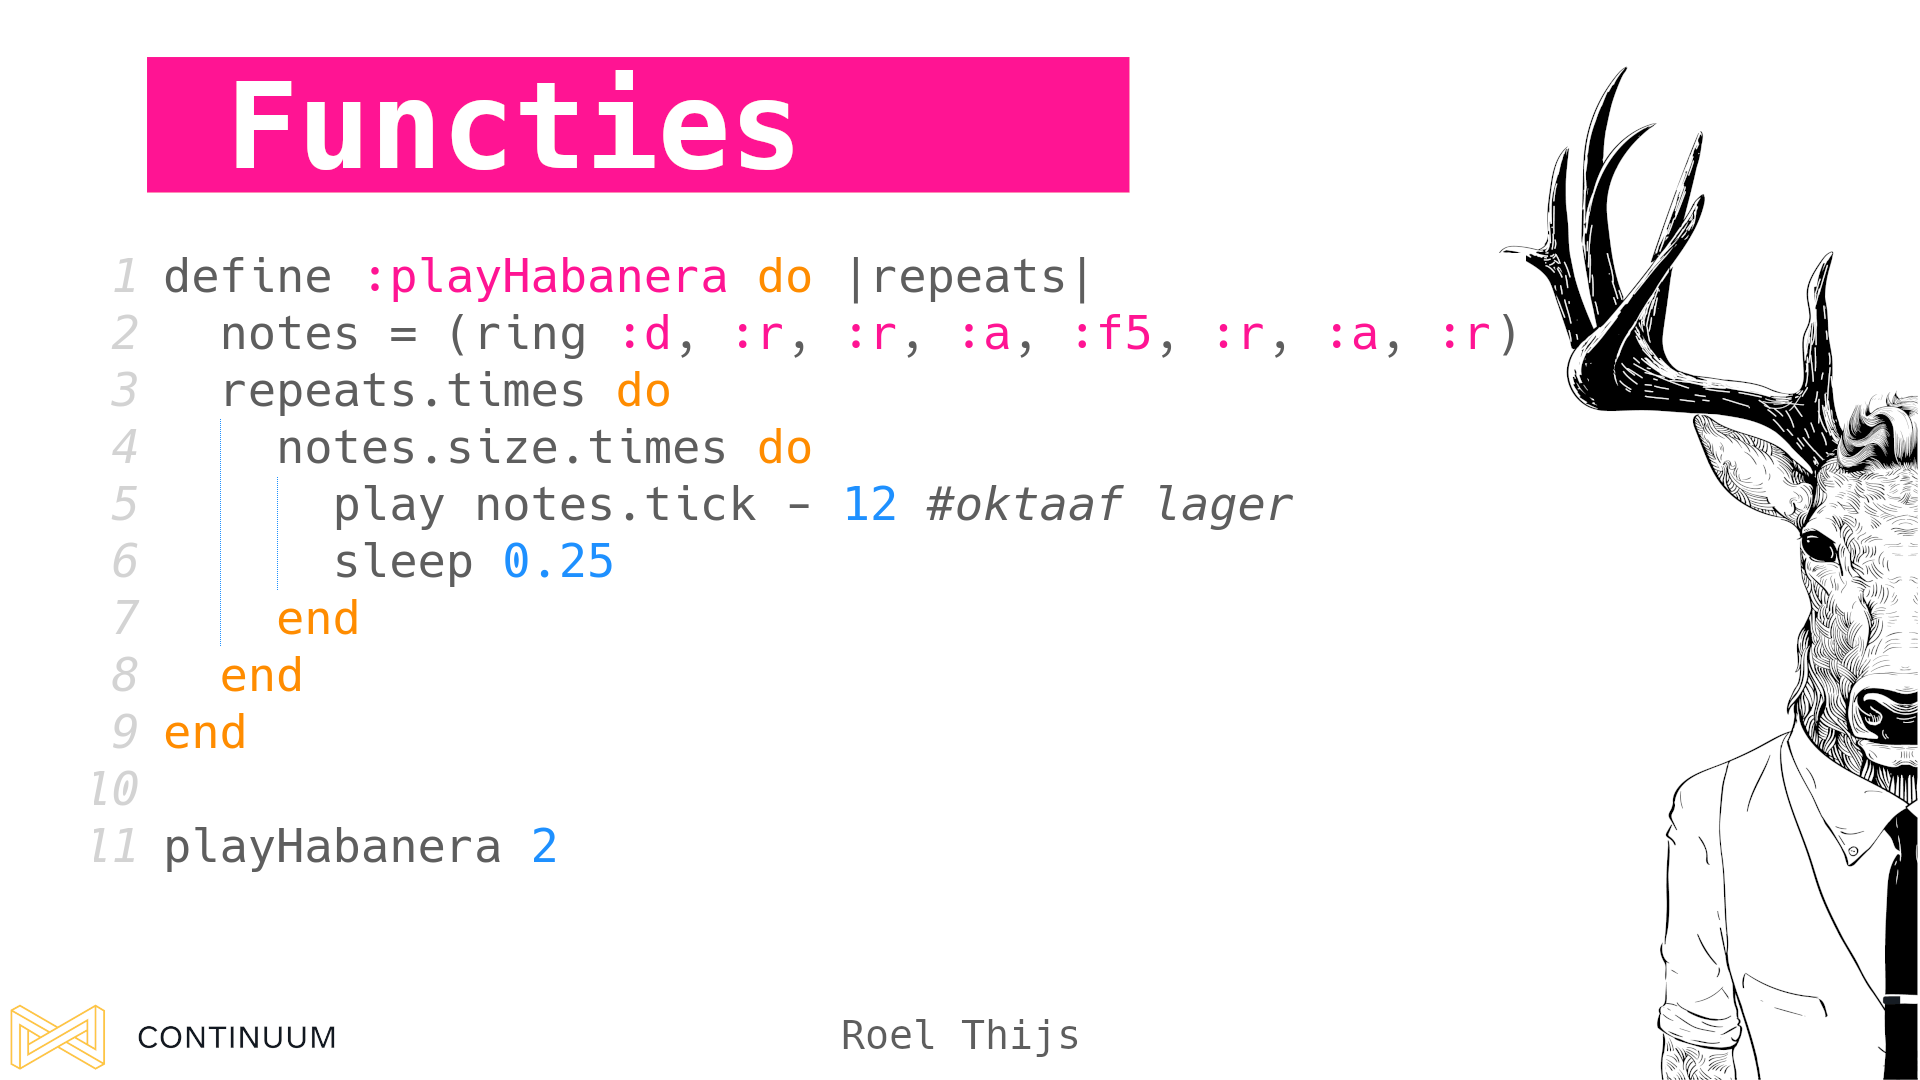 Functies
1 define :playHabanera do |repeats|
2   notes = (ring :d, :r, :r, :a, :f5, :r, :a, :r)
3   repeats.times do
4     notes.size.times do
5       play notes.tick - 12 #oktaaf lager
6       sleep 0.25
7     end
8   end
9 end
10
11 playHabanera 2
CONTINUUM
Roel Thijs